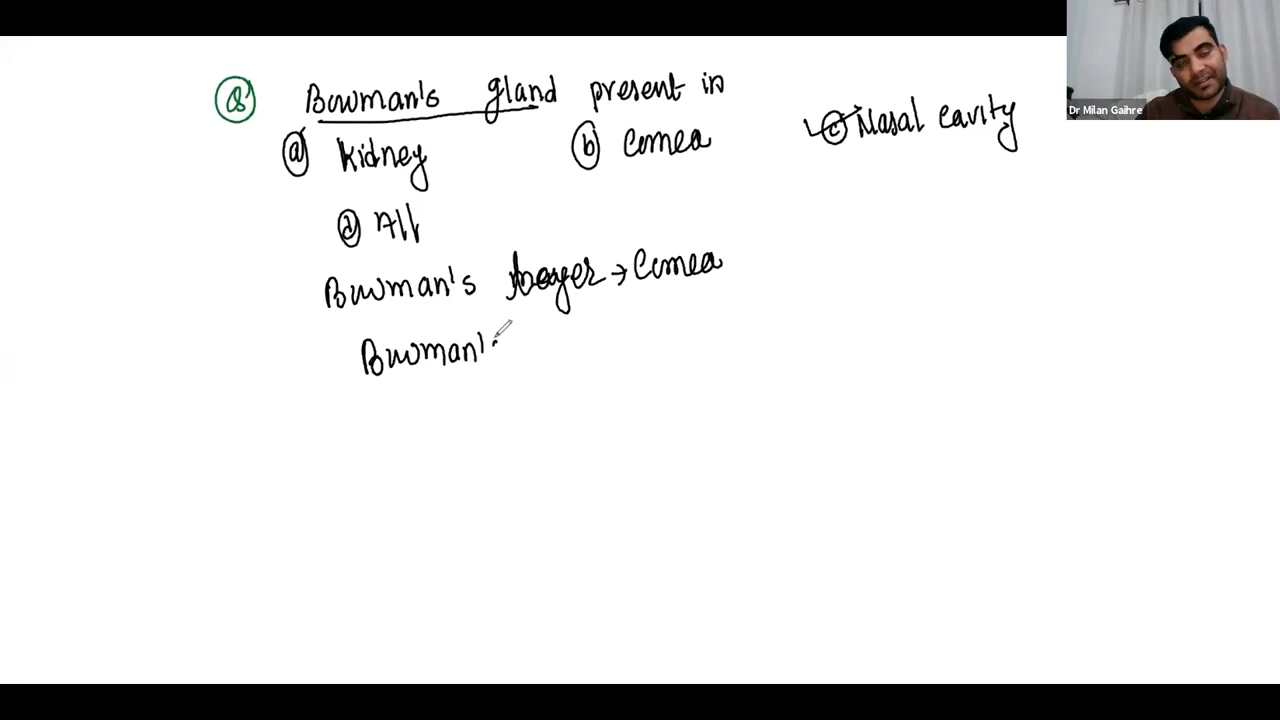 Q Bowman's gland present in
a Kidney b Cornea c Nasal cavity
d All
Bowman's layer → Cornea
Bowman'
Dr Milan Gaihre